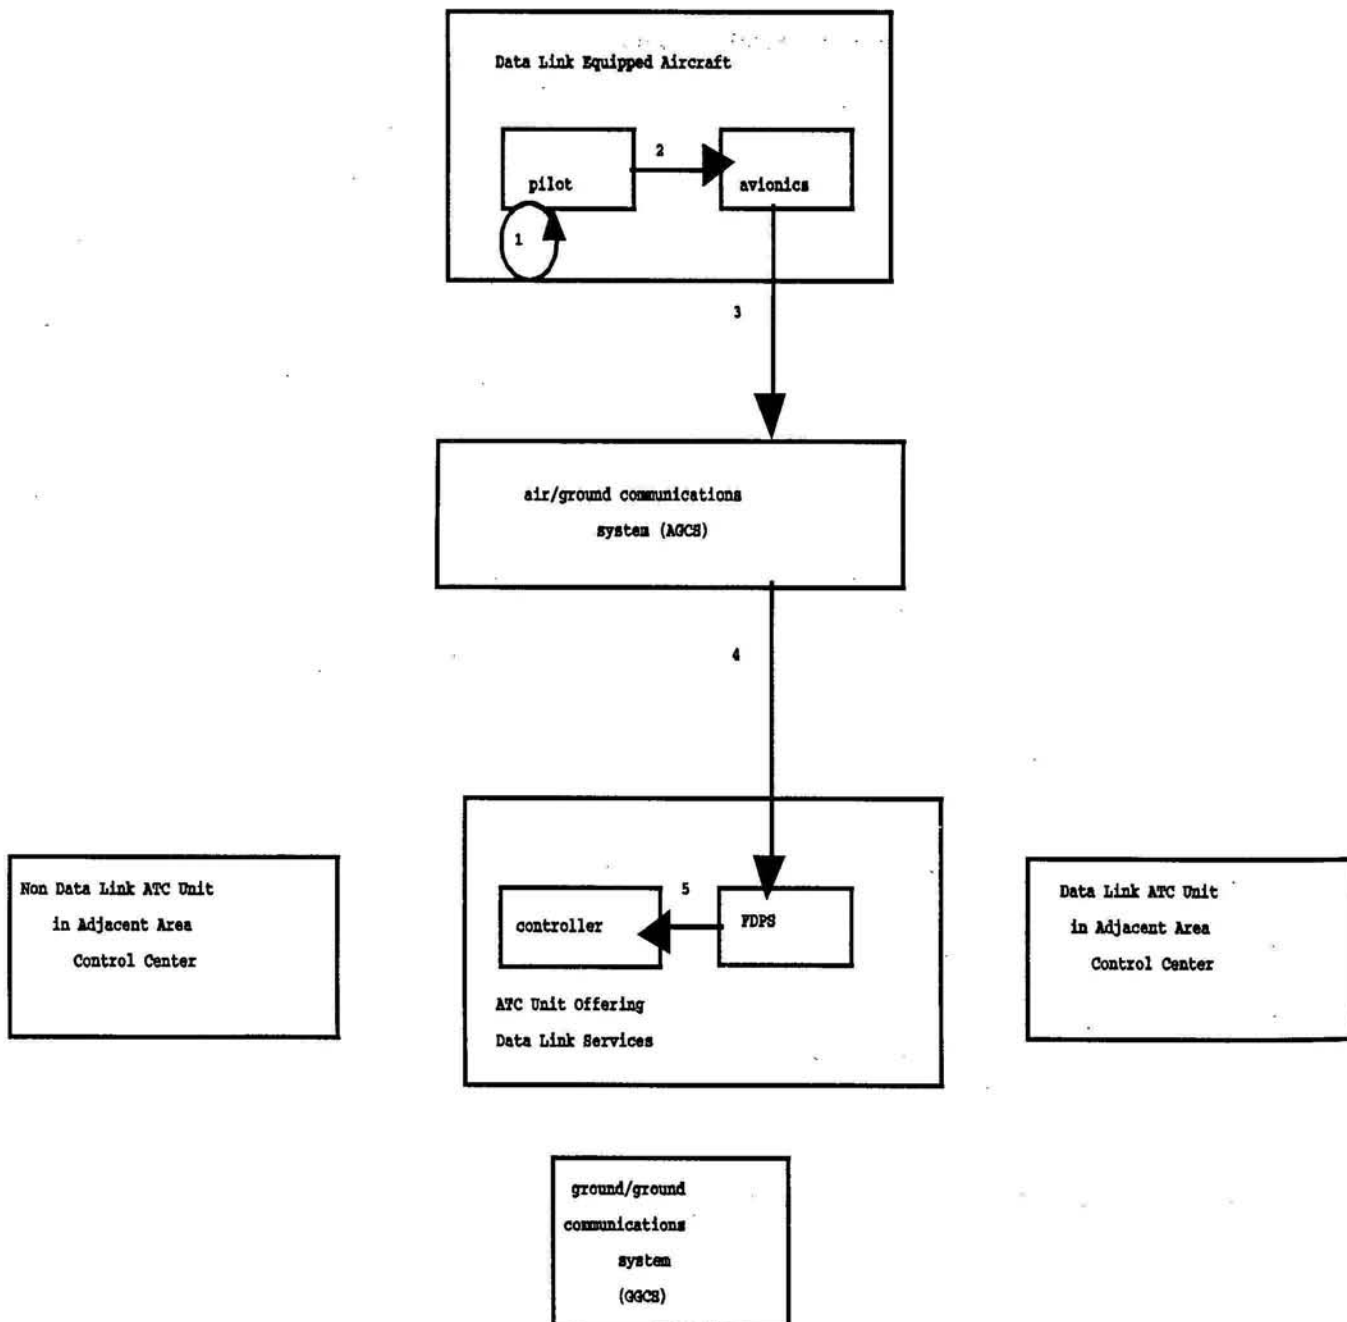 Data Link Equipped Aircraft
2
pilot
avionics
1
3
air/ground communications
system (AGCS)
4
Non Data Link ATC Unit
in Adjacent Area
Control Center
5
controller
FDPS
ATC Unit Offering
Data Link Services
Data Link ATC Unit
in Adjacent Area
Control Center
ground/ground
communications
system
(GGCS)